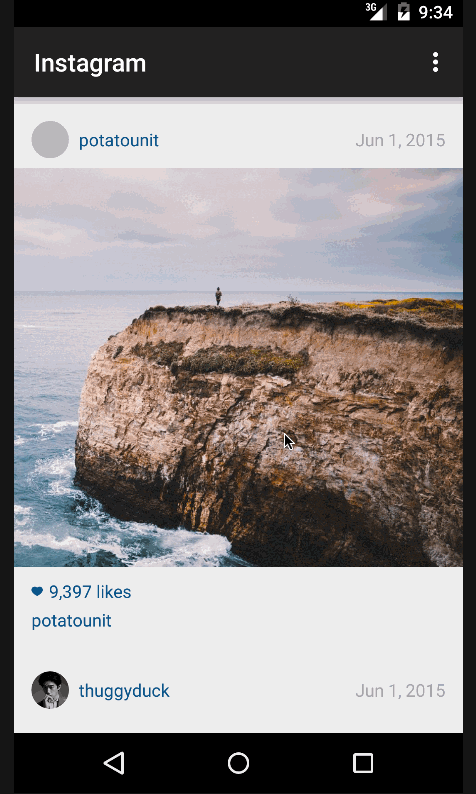 3G 9:34
Instagram
potatounit Jun 1, 2015
9,397 likes
potatounit
thuggyduck Jun 1, 2015